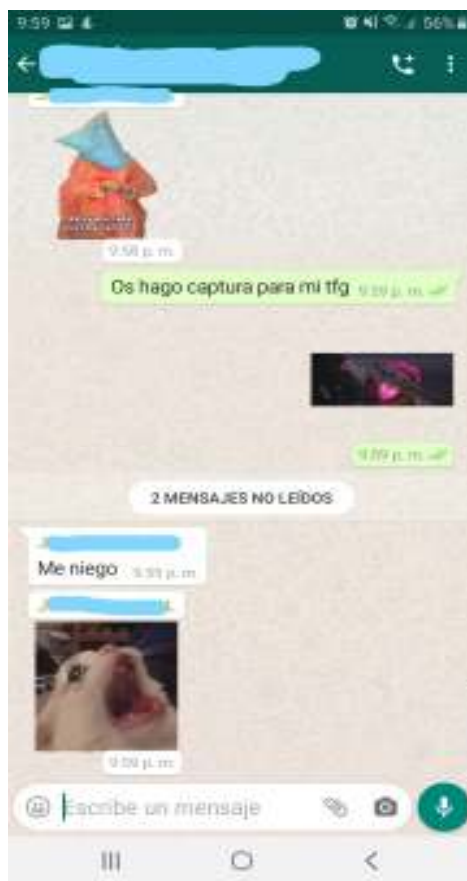 9:59
56%
9:58 p. m.
Os hago captura para mi tfg 9:59 p. m.
9:59 p. m.
2 MENSAJES NO LEÍDOS
Me niego 9:59 p. m.
9:59 p. m.
Escribe un mensaje